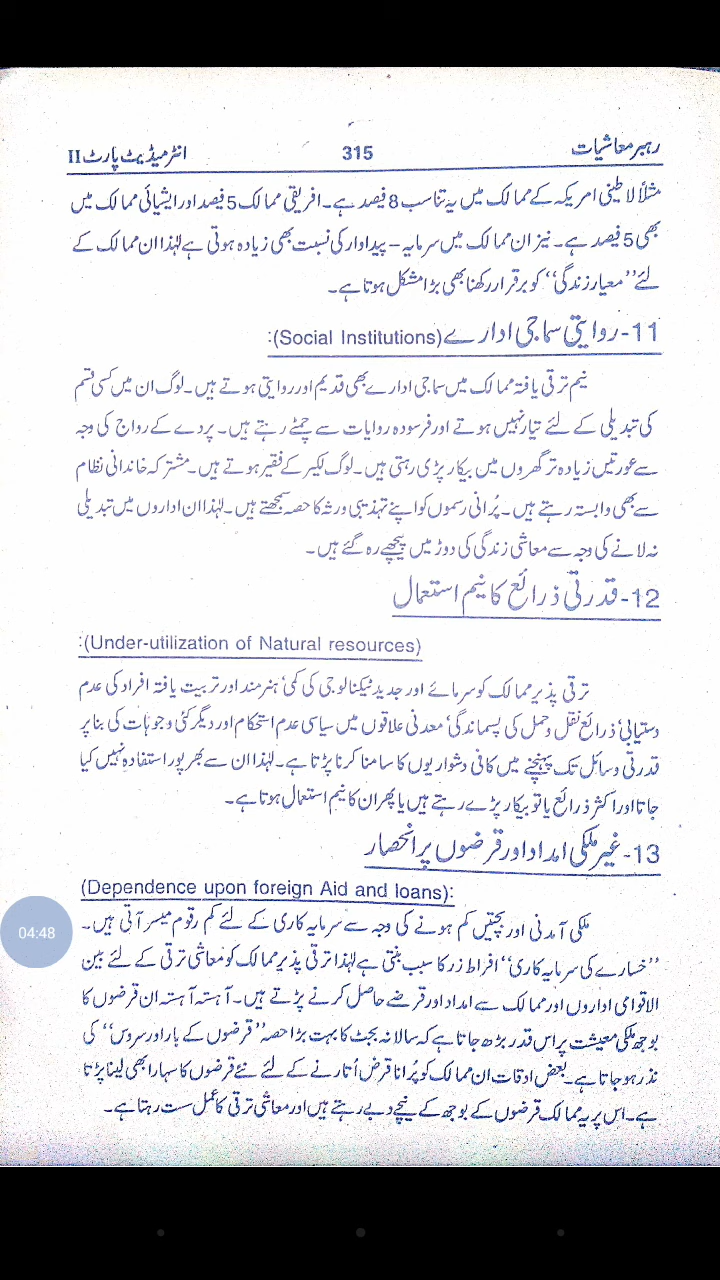 رہبر معاشیات 315 انٹرمیڈیٹ پارٹ II
مثلاً لاطینی امریکہ کے ممالک میں یہ تناسب 8 فیصد ہے۔ افریقی ممالک 5 فیصد اور ایشیائی ممالک میں
بھی 5 فیصد ہے۔ نیز ان ممالک میں سرمایہ – پیداوار کی نسبت بھی زیادہ ہوتی ہے لہٰذا ان ممالک کے
لئے ”معیار زندگی“ کو برقرار رکھنا بھی بڑا مشکل ہوتا ہے۔
11- روایتی سماجی ادارے (Social Institutions):
نیم ترقی یافتہ ممالک میں سماجی ادارے بھی قدیم اور روایتی ہوتے ہیں۔ لوگ ان میں کسی قسم
کی تبدیلی کے لئے تیار نہیں ہوتے اور فرسودہ روایات سے چمٹے رہتے ہیں۔ پردے کے رواج کی وجہ
سے عورتیں زیادہ تر گھروں میں بیکار پڑی رہتی ہیں۔ لوگ لکیر کے فقیر ہوتے ہیں۔ مشترکہ خاندانی نظام
سے بھی وابستہ رہتے ہیں۔ پُرانی رسموں کو اپنے تہذیبی ورثہ کا حصہ سمجھتے ہیں۔ لہٰذا ان اداروں میں تبدیلی
نہ لانے کی وجہ سے معاشی زندگی کی دوڑ میں پیچھے رہ گئے ہیں۔
12- قدرتی ذرائع کا نیم استعمال
(Under-utilization of Natural resources):
ترقی پذیر ممالک کو سرمائے اور جدید ٹیکنالوجی کی کمی’ ہنرمند اور تربیت یافتہ افراد کی عدم
دستیابی’ ذرائع نقل و حمل کی پسماندگی’ معدنی علاقوں میں سیاسی عدم استحکام اور دیگر کئی وجوہات کی بنا پر
قدرتی وسائل تک پہنچنے میں کافی دشواریوں کا سامنا کرنا پڑتا ہے۔ لہٰذا ان سے بھرپور استفادہ نہیں کیا
جاتا اور اکثر ذرائع یا تو بیکار پڑے رہتے ہیں یا پھر ان کا نیم استعمال ہوتا ہے۔
13- غیر ملکی امداد اور قرضوں پر انحصار
(Dependence upon foreign Aid and loans):
ملکی آمدنی اور بچتیں کم ہونے کی وجہ سے سرمایہ کاری کے لئے کم رقوم میسر آتی ہیں۔
”خسارے کی سرمایہ کاری“ افراط زر کا سبب بنتی ہے لہٰذا ترقی پذیر ممالک کو معاشی ترقی کے لئے بین
الاقوامی اداروں اور ممالک سے امداد اور قرضے حاصل کرنے پڑتے ہیں۔ آہستہ آہستہ ان قرضوں کا
بوجھ ملکی معیشت پر اس قدر بڑھ جاتا ہے کہ سالانہ بجٹ کا بہت بڑا حصہ ”قرضوں کے بار اور سروس“ کی
نذر ہو جاتا ہے۔ بعض اوقات ان ممالک کو پُرانا قرض اُتارنے کے لئے نئے قرضوں کا سہارا بھی لینا پڑتا
ہے۔ اس پر یہ ممالک قرضوں کے بوجھ کے نیچے دبے رہتے ہیں اور معاشی ترقی کا عمل سست رہتا ہے۔
04:48